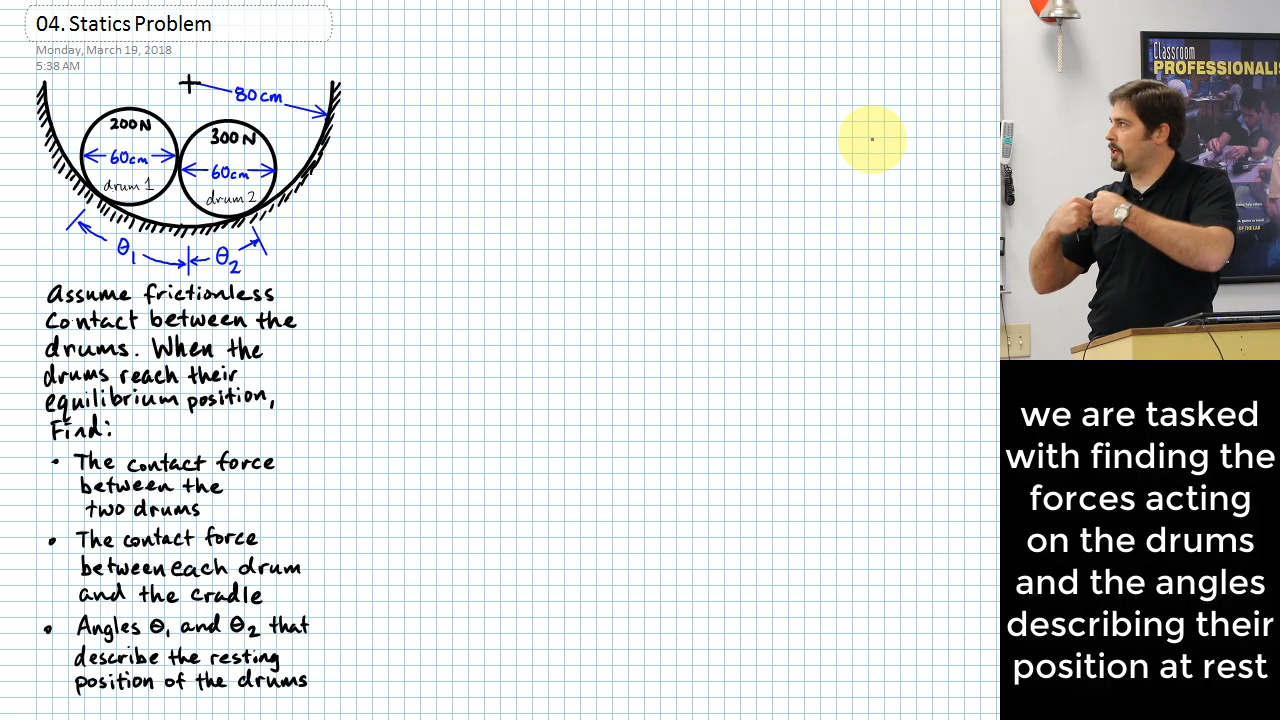 04. Statics Problem
Monday, March 19, 2018
5:38 AM
80cm
200N
300N
60cm
60cm
drum 1
drum 2
θ1
θ2
Assume frictionless
contact between the
drums. When the
drums reach their
equilibrium position,
Find:
• The contact force
between the
two drums
• The contact force
between each drum
and the cradle
• Angles θ1 and θ2 that
describe the resting
position of the drums
Classroom
PROFESSIONALI
we are tasked
with finding the
forces acting
on the drums
and the angles
describing their
position at rest